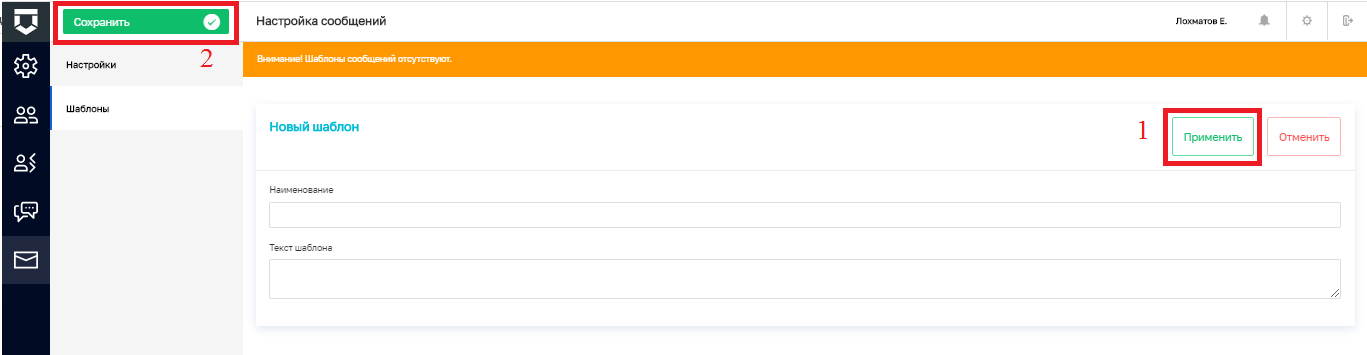 Сохранить
Настройка сообщений
Лохматов Е.
2
Настройки
Внимание! Шаблоны сообщений отсутствуют.
Шаблоны
Новый шаблон
1
Применить
Отменить
Наименование
Текст шаблона